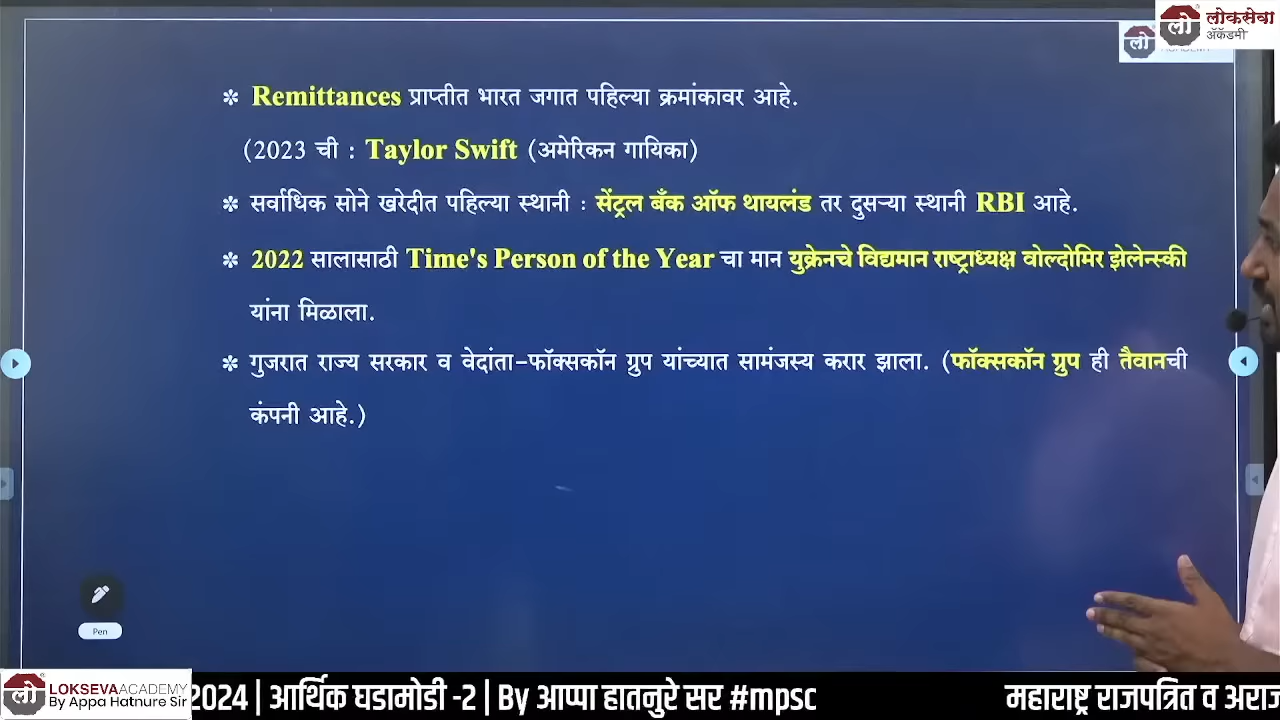 लो लोकसेवा
अ‍ॅकॅडमी
लो
✼ Remittances प्राप्तीत भारत जगात पहिल्या क्रमांकावर आहे.
(2023 ची : Taylor Swift (अमेरिकन गायिका)
✼ सर्वाधिक सोने खरेदीत पहिल्या स्थानी : सेंट्रल बँक ऑफ थायलंड तर दुसऱ्या स्थानी RBI आहे.
✼ 2022 सालासाठी Time's Person of the Year चा मान युक्रेनचे विद्यमान राष्ट्राध्यक्ष वोल्दोमिर झेलेन्स्की
यांना मिळाला.
✼ गुजरात राज्य सरकार व वेदांता-फॉक्सकॉन ग्रुप यांच्यात सामंजस्य करार झाला. (फॉक्सकॉन ग्रुप ही तैवानची
कंपनी आहे.)
Pen
लो LOKSEVA ACADEMY
By Appa Hatnure Sir
2024 | आर्थिक घडामोडी -2 | By आप्पा हातनुरे सर #mpsc महाराष्ट्र राजपत्रित व अराज